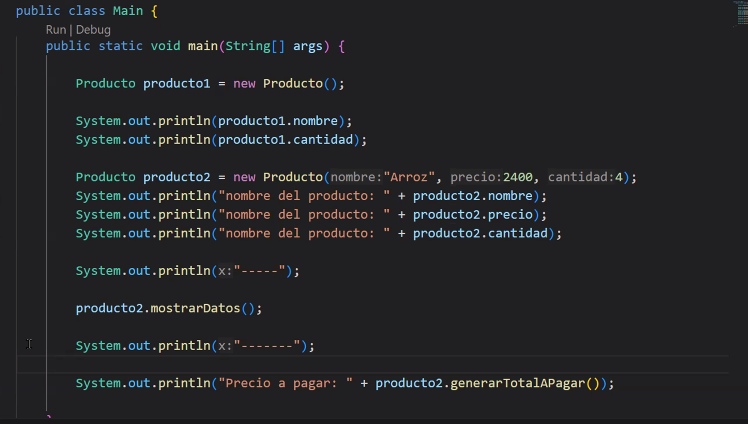 public class Main {
Run | Debug
public static void main(String[] args) {
Producto producto1 = new Producto();
System.out.println(producto1.nombre);
System.out.println(producto1.cantidad);
Producto producto2 = new Producto(nombre:"Arroz", precio:2400, cantidad:4);
System.out.println("nombre del producto: " + producto2.nombre);
System.out.println("nombre del producto: " + producto2.precio);
System.out.println("nombre del producto: " + producto2.cantidad);
System.out.println(x:"-----");
producto2.mostrarDatos();
System.out.println(x:"-------");
System.out.println("Precio a pagar: " + producto2.generarTotalAPagar());